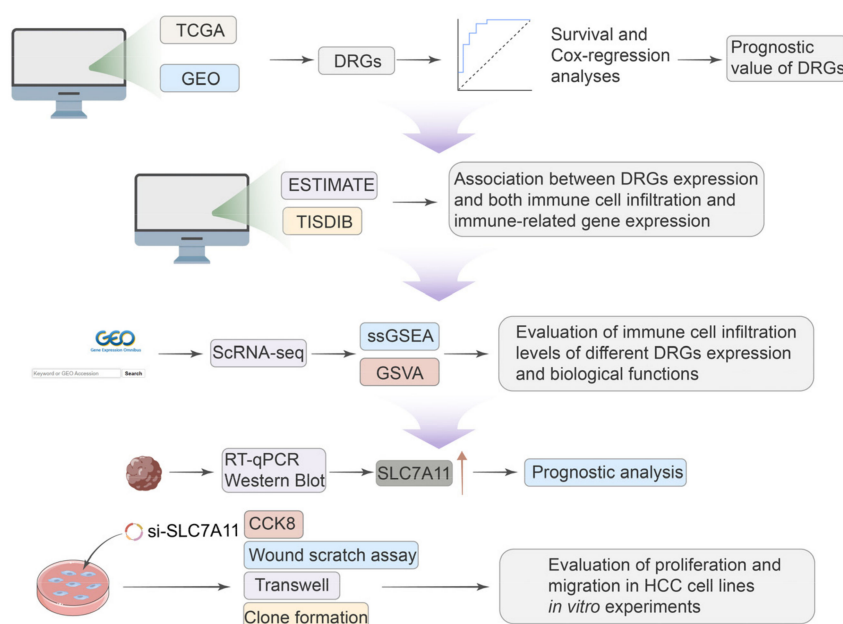 TCGA
GEO
DRGs
Survival and
Cox-regression
analyses
Prognostic
value of DRGs
ESTIMATE
TISDIB
Association between DRGs expression
and both immune cell infiltration and
immune-related gene expression
GEO
Gene Expression Omnibus
Keyword or GEO Accession
Search
ScRNA-seq
ssGSEA
GSVA
Evaluation of immune cell infiltration
levels of different DRGs expression
and biological functions
RT-qPCR
Western Blot
SLC7A11
Prognostic analysis
si-SLC7A11
CCK8
Wound scratch assay
Transwell
Clone formation
Evaluation of proliferation and
migration in HCC cell lines
in vitro experiments